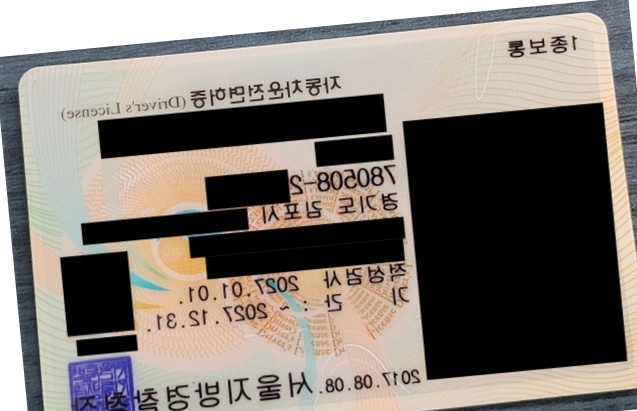 1종보통
자동차운전면허증 (Driver's License)
780508-2
경기도 김포시
적성검사 2027. 01. 01.
기 간 : ~ 2027. 12. 31.
2017. 08. 08. 서울지방경찰청장